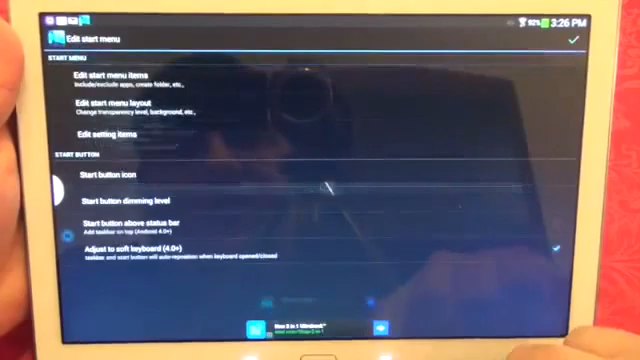 92% 3:26 PM
Edit start menu
START MENU
Edit start menu items
Include/exclude apps, create folder, etc.,
Edit start menu layout
Change transparency level, background, etc.,
Edit setting items
START BUTTON
Start button icon
Start button dimming level
Start button above status bar
Add taskbar on top (Android 4.0+)
Adjust to soft keyboard (4.0+)
taskbar and start button will auto-reposition when keyboard opened/closed